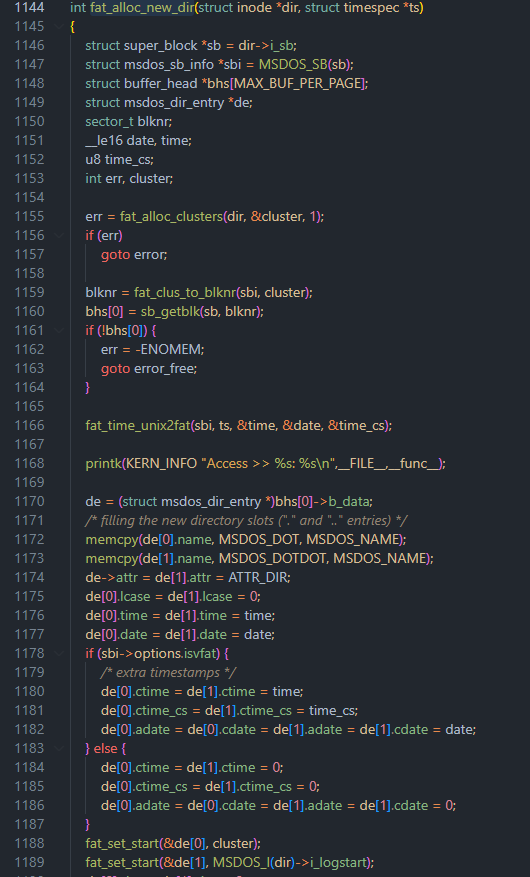 1144 int fat_alloc_new_dir(struct inode *dir, struct timespec *ts)
1145 {
1146 struct super_block *sb = dir->i_sb;
1147 struct msdos_sb_info *sbi = MSDOS_SB(sb);
1148 struct buffer_head *bhs[MAX_BUF_PER_PAGE];
1149 struct msdos_dir_entry *de;
1150 sector_t blknr;
1151 __le16 date, time;
1152 u8 time_cs;
1153 int err, cluster;
1154
1155 err = fat_alloc_clusters(dir, &cluster, 1);
1156 if (err)
1157 goto error;
1158
1159 blknr = fat_clus_to_blknr(sbi, cluster);
1160 bhs[0] = sb_getblk(sb, blknr);
1161 if (!bhs[0]) {
1162 err = -ENOMEM;
1163 goto error_free;
1164 }
1165
1166 fat_time_unix2fat(sbi, ts, &time, &date, &time_cs);
1167
1168 printk(KERN_INFO "Access >> %s: %s\n",__FILE__,__func__);
1169
1170 de = (struct msdos_dir_entry *)bhs[0]->b_data;
1171 /* filling the new directory slots ("." and ".." entries) */
1172 memcpy(de[0].name, MSDOS_DOT, MSDOS_NAME);
1173 memcpy(de[1].name, MSDOS_DOTDOT, MSDOS_NAME);
1174 de->attr = de[1].attr = ATTR_DIR;
1175 de[0].lcase = de[1].lcase = 0;
1176 de[0].time = de[1].time = time;
1177 de[0].date = de[1].date = date;
1178 if (sbi->options.isvfat) {
1179 /* extra timestamps */
1180 de[0].ctime = de[1].ctime = time;
1181 de[0].ctime_cs = de[1].ctime_cs = time_cs;
1182 de[0].adate = de[0].cdate = de[1].adate = de[1].cdate = date;
1183 } else {
1184 de[0].ctime = de[1].ctime = 0;
1185 de[0].ctime_cs = de[1].ctime_cs = 0;
1186 de[0].adate = de[0].cdate = de[1].adate = de[1].cdate = 0;
1187 }
1188 fat_set_start(&de[0], cluster);
1189 fat_set_start(&de[1], MSDOS_I(dir)->i_logstart);